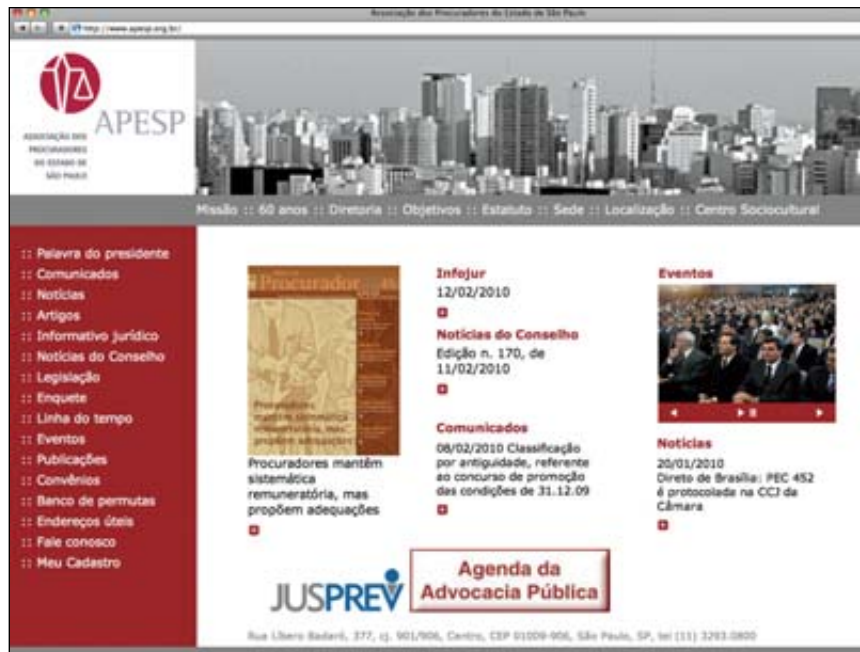 Associação dos Procuradores do Estado de São Paulo
http://www.apesp.org.br/
APESP
ASSOCIAÇÃO DOS
PROCURADORES
DO ESTADO DE
SÃO PAULO
Missão :: 60 anos :: Diretoria :: Objetivos :: Estatuto :: Sede :: Localização :: Centro Sociocultural
:: Palavra do presidente
:: Comunicados
:: Notícias
:: Artigos
:: Informativo jurídico
:: Notícias do Conselho
:: Legislação
:: Enquete
:: Linha do tempo
:: Eventos
:: Publicações
:: Convênios
:: Banco de permutas
:: Endereços úteis
:: Fale conosco
:: Meu Cadastro
Procuradores
mantêm sistemática
remuneratória, mas
propõem adequações
Procuradores mantêm
sistemática
remuneratória, mas
propõem adequações
Infojur
12/02/2010
Notícias do Conselho
Edição n. 170, de
11/02/2010
Comunicados
08/02/2010 Classificação
por antiguidade, referente
ao concurso de promoção
das condições de 31.12.09
Eventos
Notícias
20/01/2010
Direto de Brasília: PEC 452
é protocolada na CCJ da
Câmara
JUSPREV
Agenda da
Advocacia Pública
Rua Líbero Badaró, 377, cj. 901/906, Centro, CEP 01009-906, São Paulo, SP, tel (11) 3293.0800